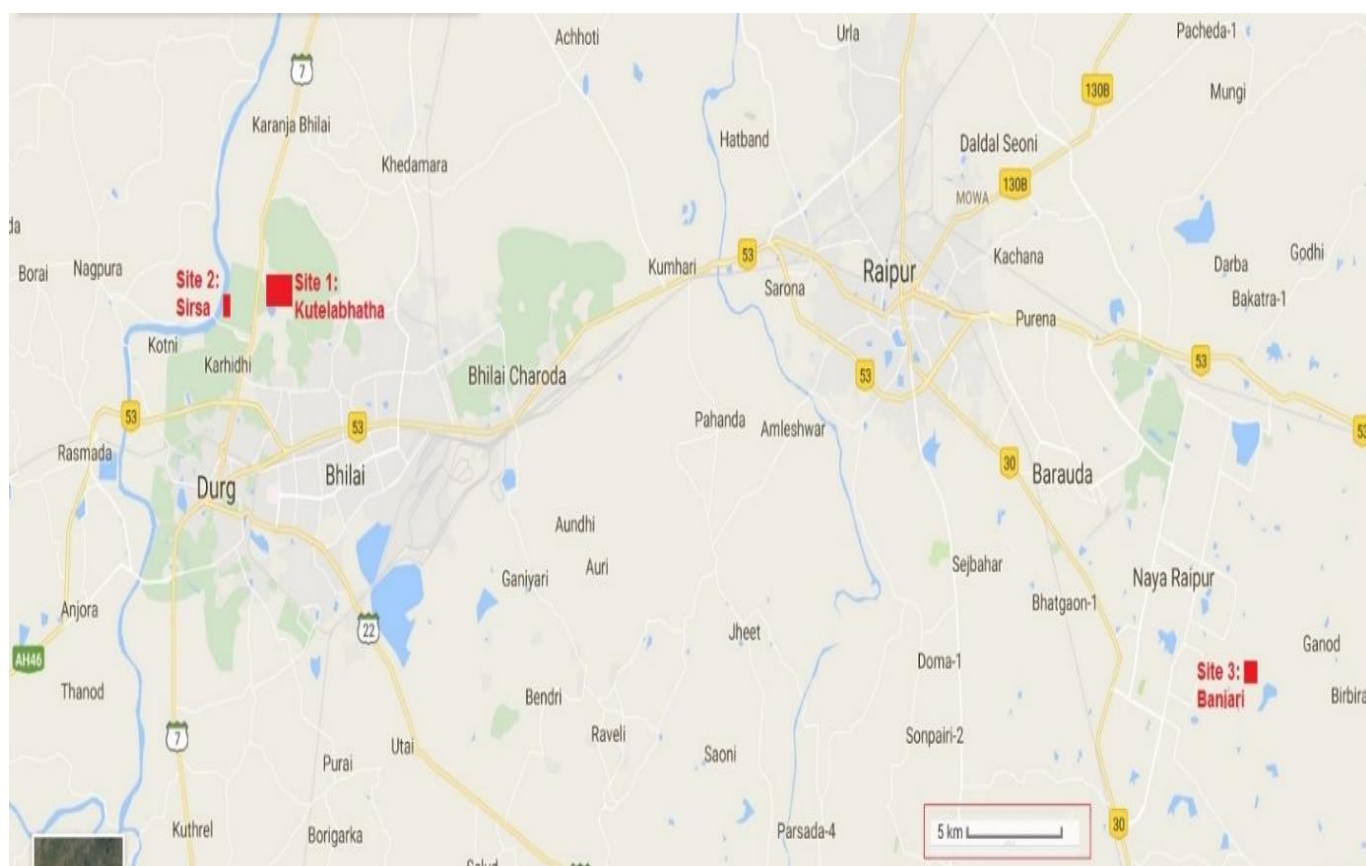 Achhoti
Urla
Pacheda-1
7
130B
Mungi
Karanja Bhilai
Hatband
Daldal Seoni
Khedamara
130B
MOWA
da
Borai
Nagpura
Site 2:
Sirsa
Site 1:
Kutelabhatha
Kumhari
53
Sarona
Raipur
Kachana
Darba
Godhi
Bakatra-1
Purena
Kotni
Karhidhi
Bhilai Charoda
53
53
53
53
53
Rasmada
Pahanda
Amleshwar
Durg
Bhilai
30
Barauda
Aundhi
Auri
Ganiyari
Sejbahar
Naya Raipur
Bhatgaon-1
Anjora
22
Jheet
Doma-1
Ganod
AH46
Thanod
Site 3:
Banjari
Birbira
Bendri
7
Utai
Raveli
Saoni
Sonpairi-2
Purai
Kuthrel
Borigarka
Parsada-4
5 km
30